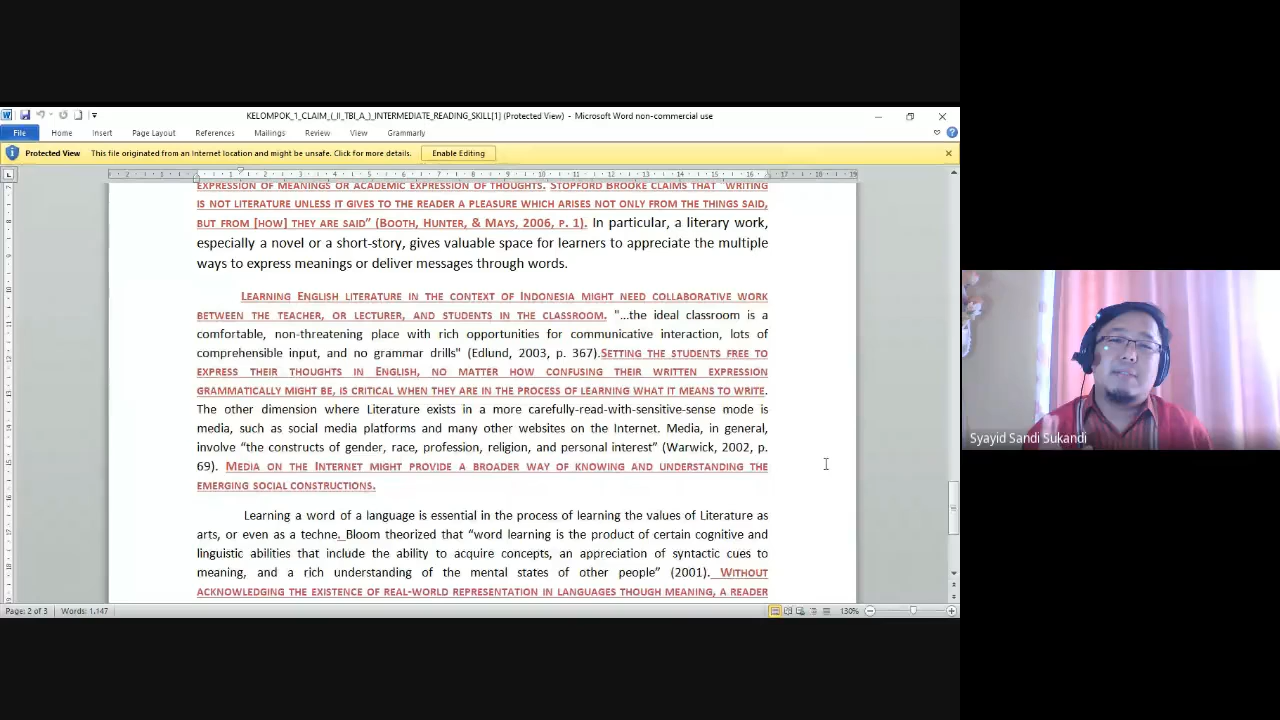 KELOMPOK_1_CLAIM_(_II_TBI_A_)_INTERMEDIATE_READING_SKILL[1] (Protected View) - Microsoft Word non-commercial use
File Home Insert Page Layout References Mailings Review View Grammarly
Protected View This file originated from an Internet location and might be unsafe. Click for more details. Enable Editing
EXPRESSION OF MEANINGS OR ACADEMIC EXPRESSION OF THOUGHTS. STOPFORD BROOKE CLAIMS THAT "WRITING
IS NOT LITERATURE UNLESS IT GIVES TO THE READER A PLEASURE WHICH ARISES NOT ONLY FROM THE THINGS SAID,
BUT FROM [HOW] THEY ARE SAID” (BOOTH, HUNTER, & MAYS, 2006, P. 1). In particular, a literary work,
especially a novel or a short-story, gives valuable space for learners to appreciate the multiple
ways to express meanings or deliver messages through words.
LEARNING ENGLISH LITERATURE IN THE CONTEXT OF INDONESIA MIGHT NEED COLLABORATIVE WORK
BETWEEN THE TEACHER, OR LECTURER, AND STUDENTS IN THE CLASSROOM. "...the ideal classroom is a
comfortable, non-threatening place with rich opportunities for communicative interaction, lots of
comprehensible input, and no grammar drills" (Edlund, 2003, p. 367).SETTING THE STUDENTS FREE TO
EXPRESS THEIR THOUGHTS IN ENGLISH, NO MATTER HOW CONFUSING THEIR WRITTEN EXPRESSION
GRAMMATICALLY MIGHT BE, IS CRITICAL WHEN THEY ARE IN THE PROCESS OF LEARNING WHAT IT MEANS TO WRITE.
The other dimension where Literature exists in a more carefully-read-with-sensitive-sense mode is
media, such as social media platforms and many other websites on the Internet. Media, in general,
involve “the constructs of gender, race, profession, religion, and personal interest” (Warwick, 2002, p.
69). MEDIA ON THE INTERNET MIGHT PROVIDE A BROADER WAY OF KNOWING AND UNDERSTANDING THE
EMERGING SOCIAL CONSTRUCTIONS.
Learning a word of a language is essential in the process of learning the values of Literature as
arts, or even as a techne. Bloom theorized that “word learning is the product of certain cognitive and
linguistic abilities that include the ability to acquire concepts, an appreciation of syntactic cues to
meaning, and a rich understanding of the mental states of other people” (2001). WITHOUT
ACKNOWLEDGING THE EXISTENCE OF REAL-WORLD REPRESENTATION IN LANGUAGES THOUGH MEANING, A READER
Page: 2 of 3 Words: 1.147 130%
Syayid Sandi Sukandi